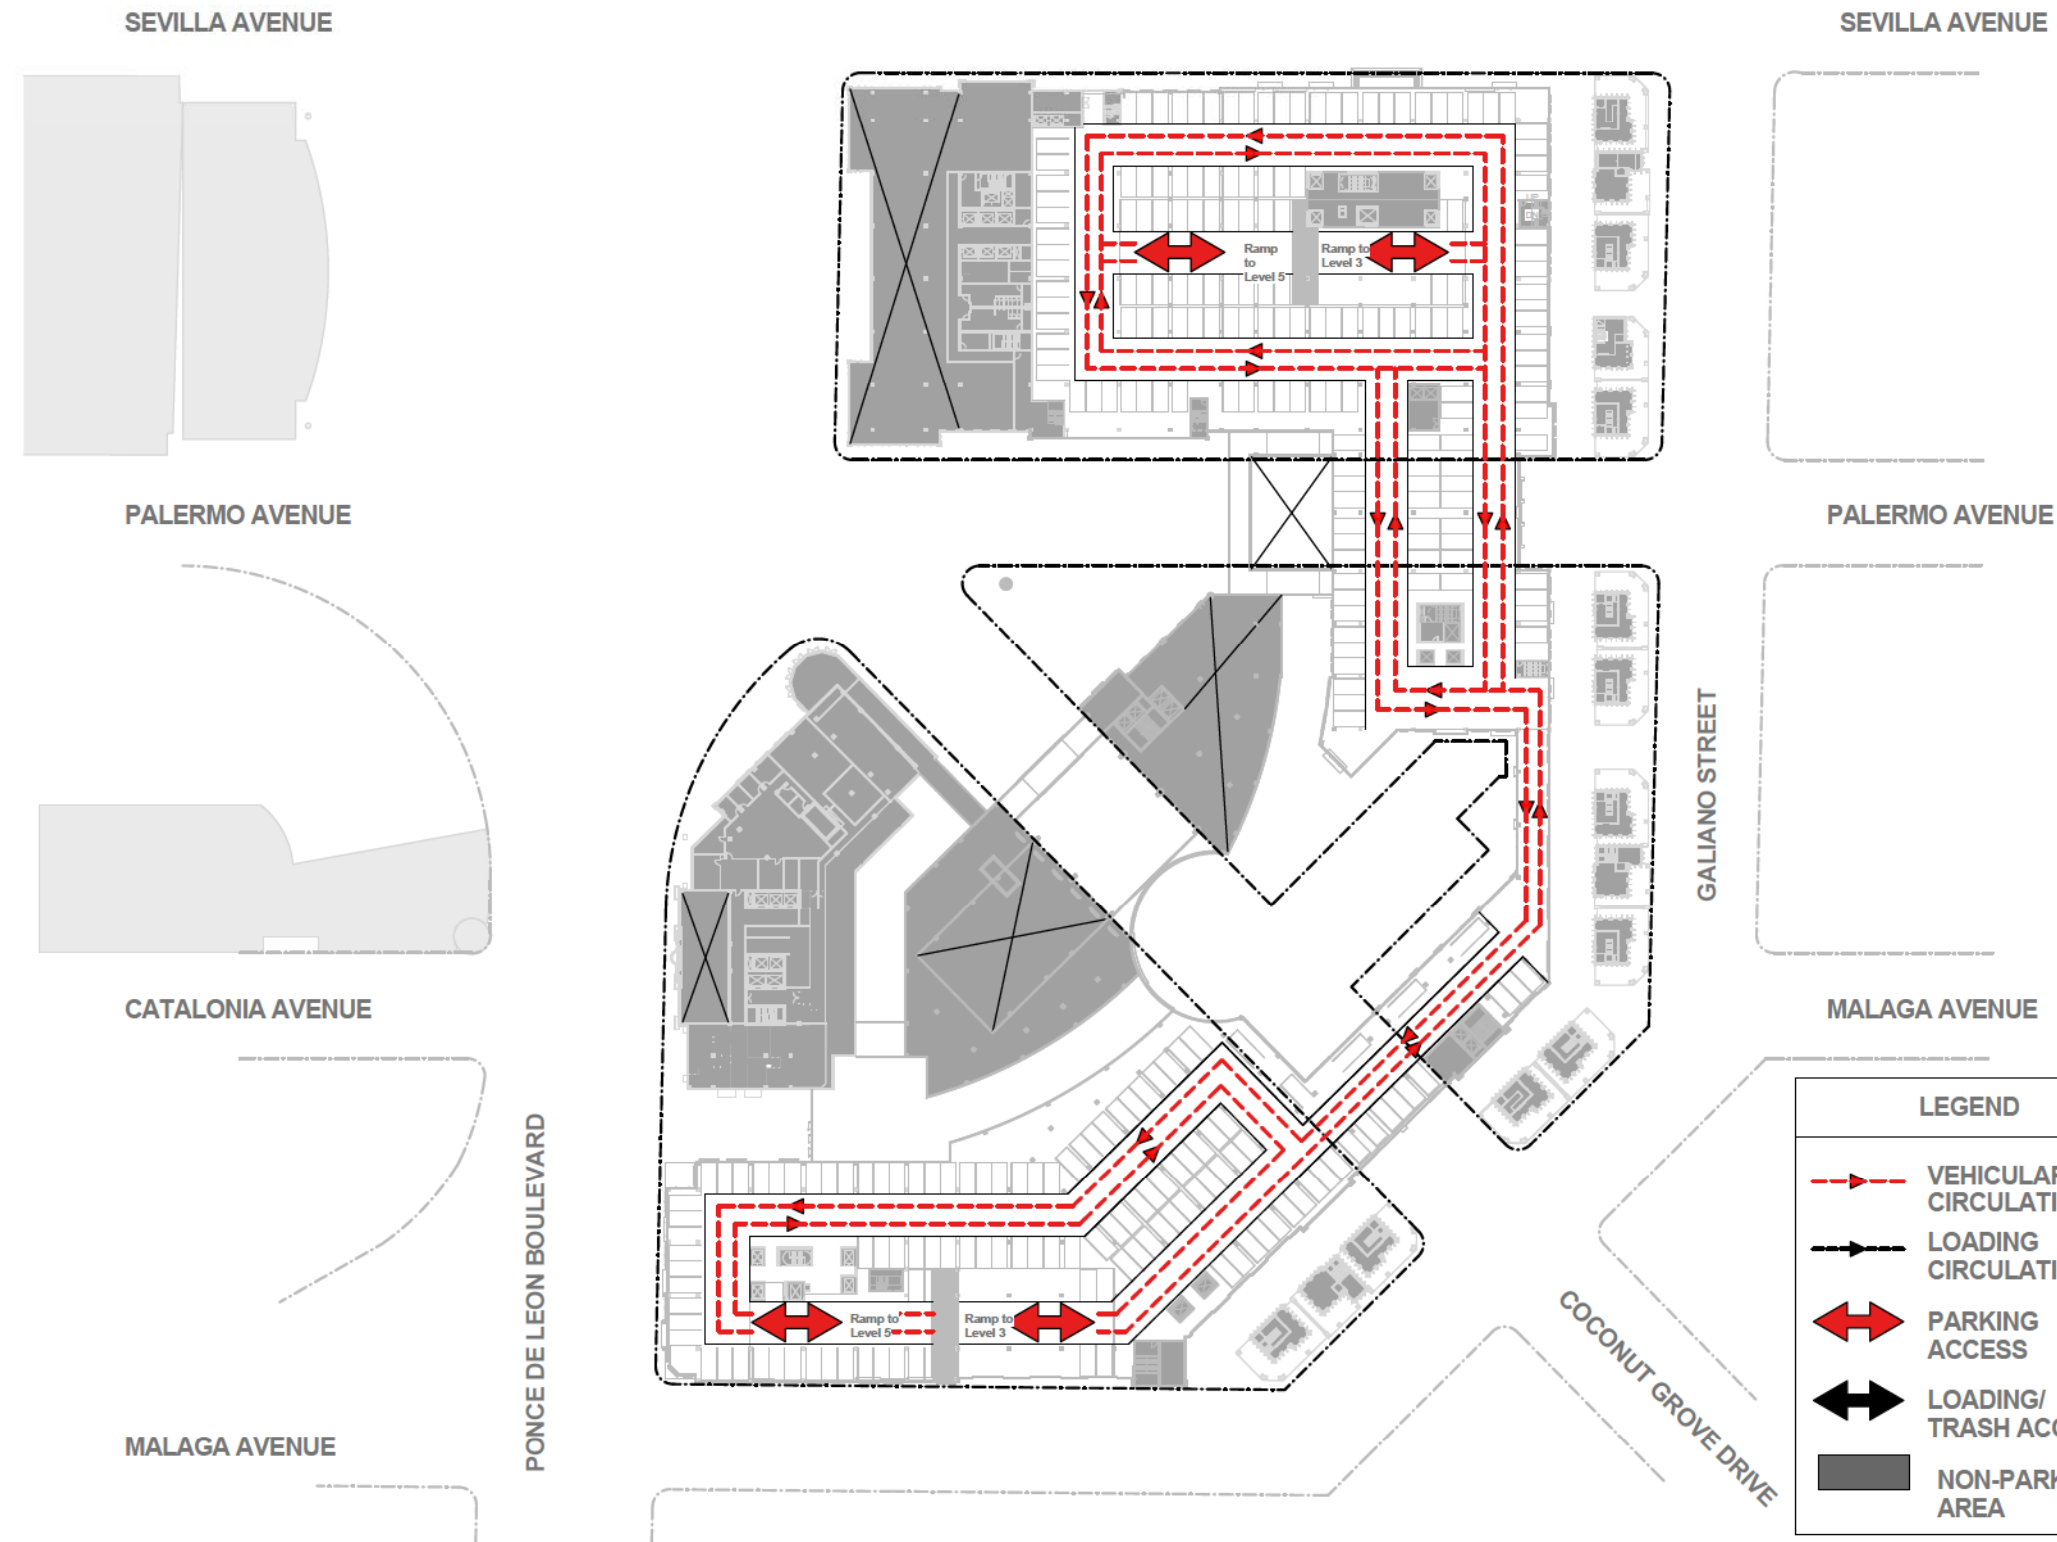 SEVILLA AVENUE
SEVILLA AVENUE
Ramp
to
Level 5
Ramp to
Level 3
PALERMO AVENUE
PALERMO AVENUE
GALIANO STREET
CATALONIA AVENUE
MALAGA AVENUE
PONCE DE LEON BOULEVARD
Ramp to
Level 5
Ramp to
Level 3
COCONUT GROVE DRIVE
MALAGA AVENUE
LEGEND
VEHICULAR
CIRCULATI
LOADING
CIRCULATI
PARKING
ACCESS
LOADING/
TRASH ACC
NON-PARK
AREA